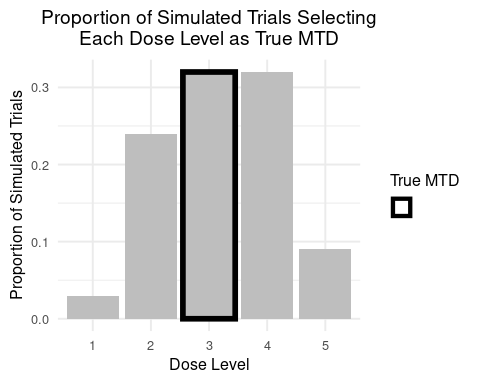 Proportion of Simulated Trials Selecting
Each Dose Level as True MTD
Proportion of Simulated Trials
0.3
0.2
0.1
0.0
1 2 3 4 5
Dose Level
True MTD